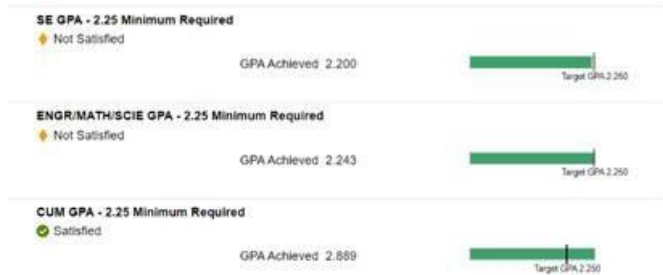 SE GPA - 2.25 Minimum Required
Not Satisfied
GPA Achieved 2.200
Target GPA 2.250
ENGR/MATH/SCIE GPA - 2.25 Minimum Required
Not Satisfied
GPA Achieved 2.243
Target GPA 2.250
CUM GPA - 2.25 Minimum Required
Satisfied
GPA Achieved 2.889
Target GPA 2.250